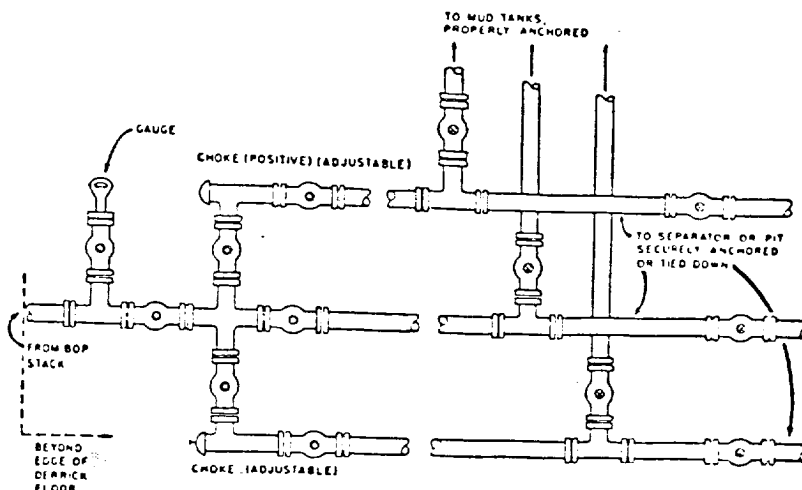 TO MUD TANKS,
PROPERLY ANCHORED
GAUGE
CHOKE (POSITIVE) (ADJUSTABLE)
TO SEPARATOR OR PIT
SECURELY ANCHORED
OR TIED DOWN
FROM BOP
STACK
CHOKE (ADJUSTABLE)
BEYOND
EDGE OF
DERRICK
FLOOR